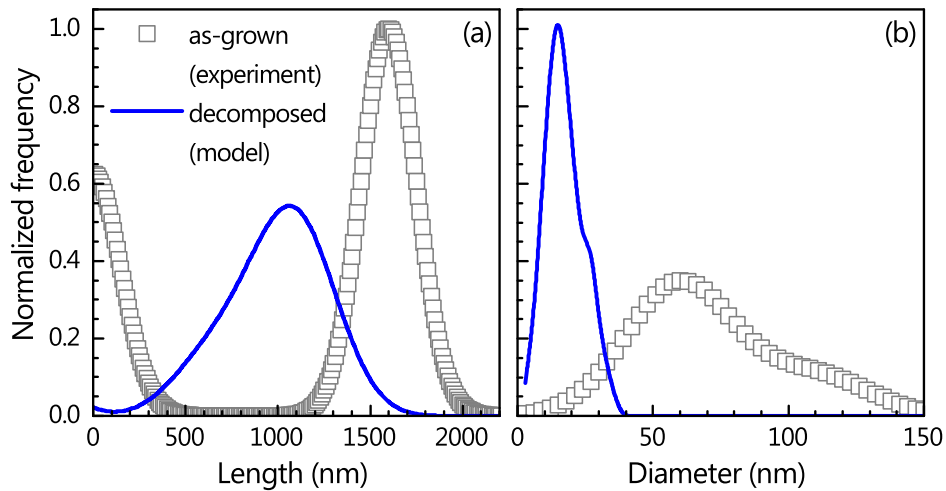 1.0
0.8
0.6
0.4
0.2
0.0
Normalized frequency
as-grown
(experiment)
decomposed
(model)
(a)
(b)
0 500 1000 1500 2000
0 50 100 150
Length (nm)
Diameter (nm)